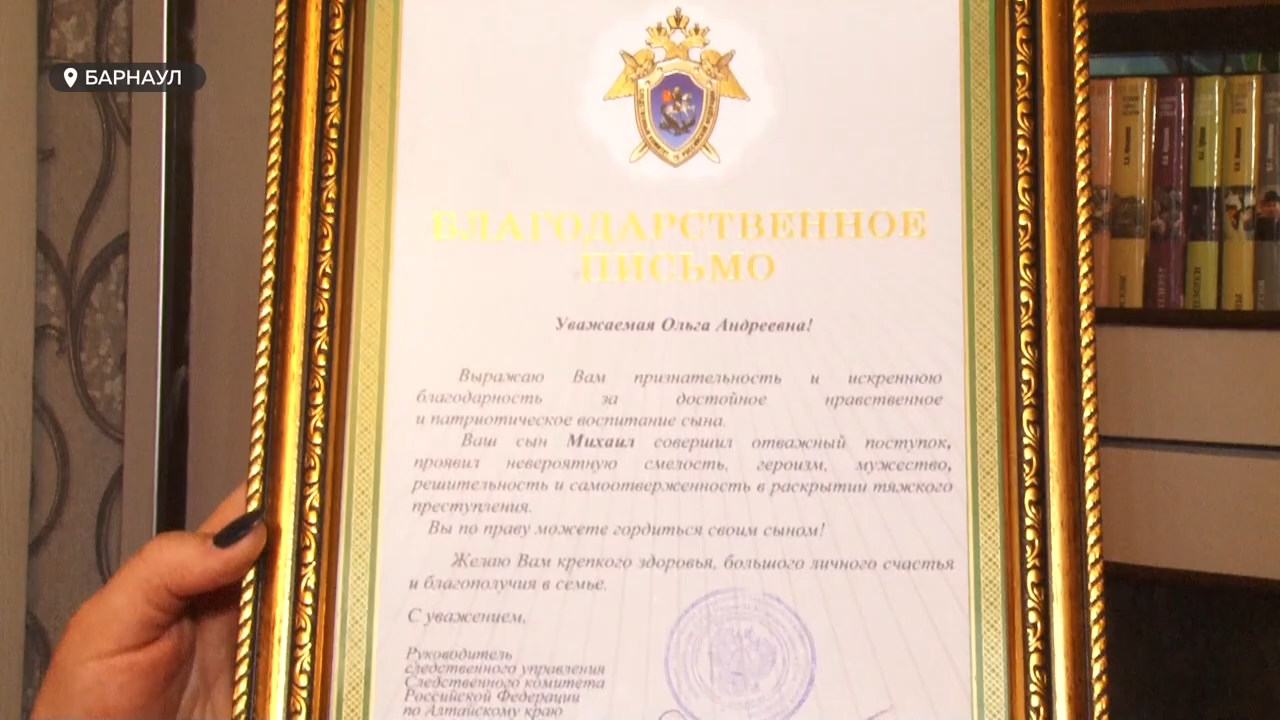 БАРНАУЛ
БЛАГОДАРСТВЕННОЕ
ПИСЬМО
Уважаемая Ольга Андреевна!
Выражаю Вам признательность и искреннюю
благодарность за достойное нравственное
и патриотическое воспитание сына.
Ваш сын Михаил совершил отважный поступок,
проявил невероятную смелость, героизм, мужество,
решительность и самоотверженность в раскрытии тяжкого
преступления.
Вы по праву можете гордиться своим сыном!
Желаю Вам крепкого здоровья, большого личного счастья
и благополучия в семье.
С уважением,
Руководитель
следственного управления
Следственного комитета
Российской Федерации
по Алтайскому краю